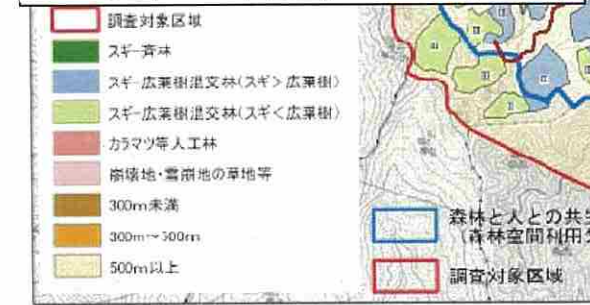 調査対象区域
スギ一斉林
スギ-広葉樹混交林(スギ>広葉樹)
スギ-広葉樹混交林(スギ<広葉樹)
カラマツ等人工林
崩壊地・雪崩地の草地等
300m未満
300m~500m
500m以上
森林と人との共生
(森林空間利用
調査対象区域